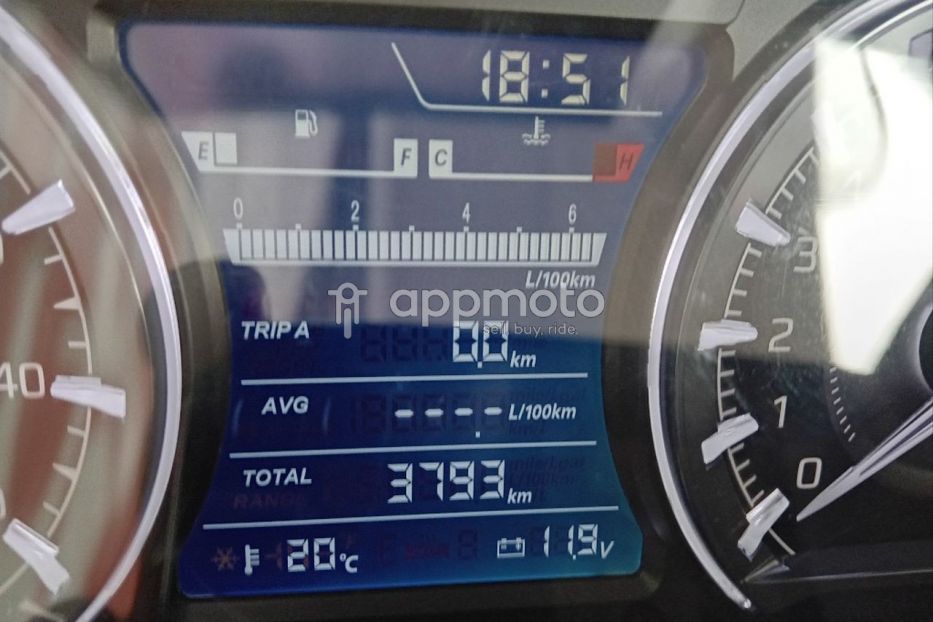 18:51
E F C H
0 2 4 6
L/100km
appmoto
sell, buy, ride.
TRIP A 0.0 km
AVG ----.- L/100km
TOTAL 3793 km
20°C 11.9V
40
3
2
1
0